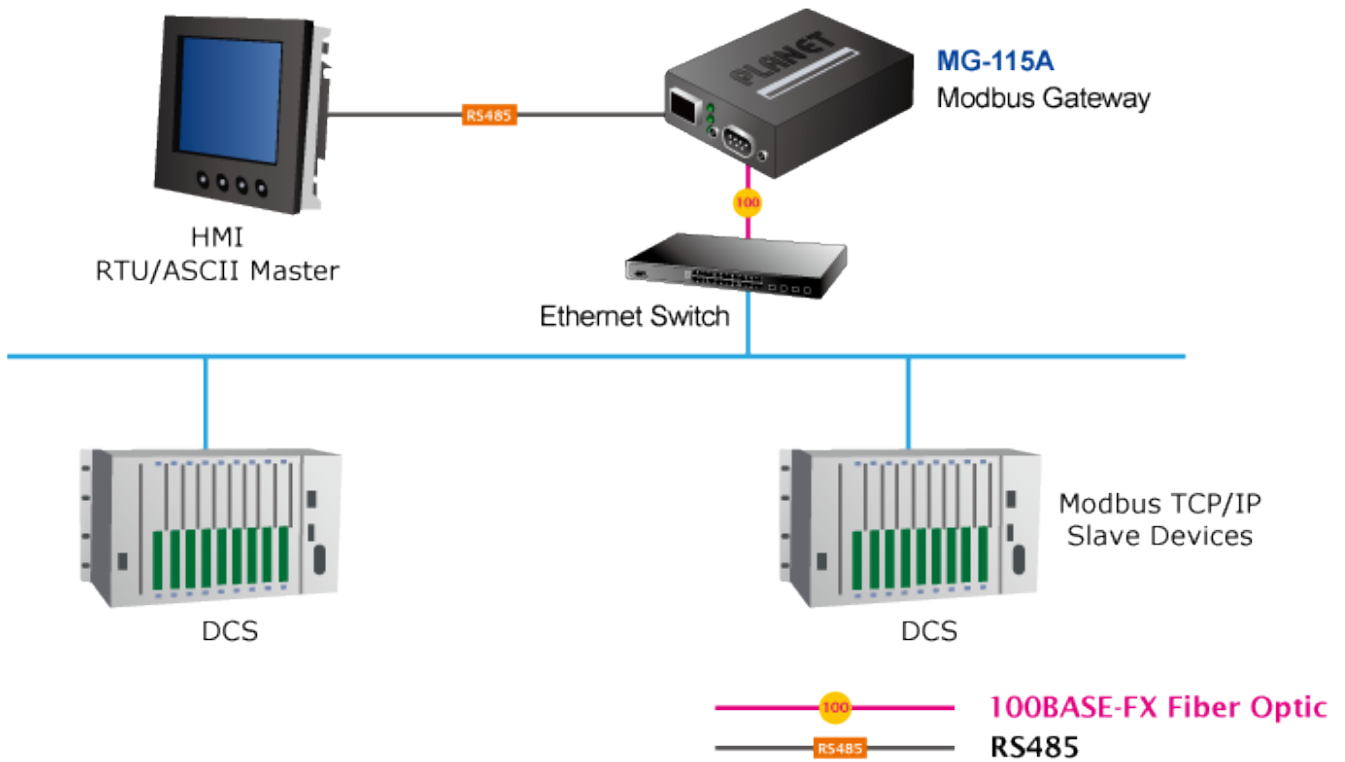 PLANET
MG-115A
Modbus Gateway
RS485
100
HMI
RTU/ASCII Master
Ethernet Switch
Modbus TCP/IP
Slave Devices
DCS
DCS
100
100BASE-FX Fiber Optic
RS485
RS485